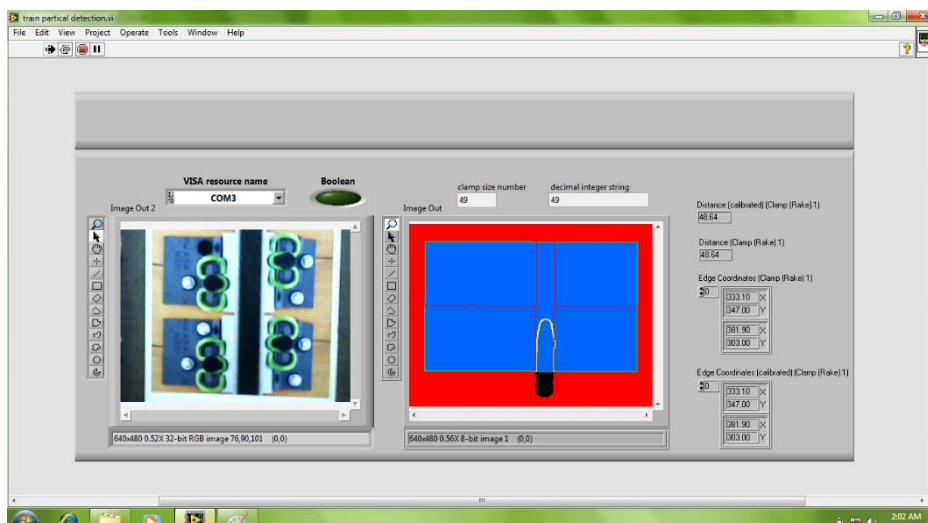 train partical detection.vi
File Edit View Project Operate Tools Window Help
VISA resource name
Boolean
COM3
clamp size number
decimal integer string
49
49
Image Out 2
Image Out
Distance (calibrated) (Clamp (Rake) 1)
48.64
Distance (Clamp (Rake) 1)
48.64
Edge Coordinates (Clamp (Rake) 1)
0
333.10 X
347.00 Y
381.90 X
303.00 Y
Edge Coordinates (calibrated) (Clamp (Rake) 1)
0
333.10 X
347.00 Y
381.90 X
303.00 Y
640x480 0.52X 32-bit RGB image 76,90,101 (0,0)
640x480 0.56X 8-bit image 1 (0,0)
2:02 AM